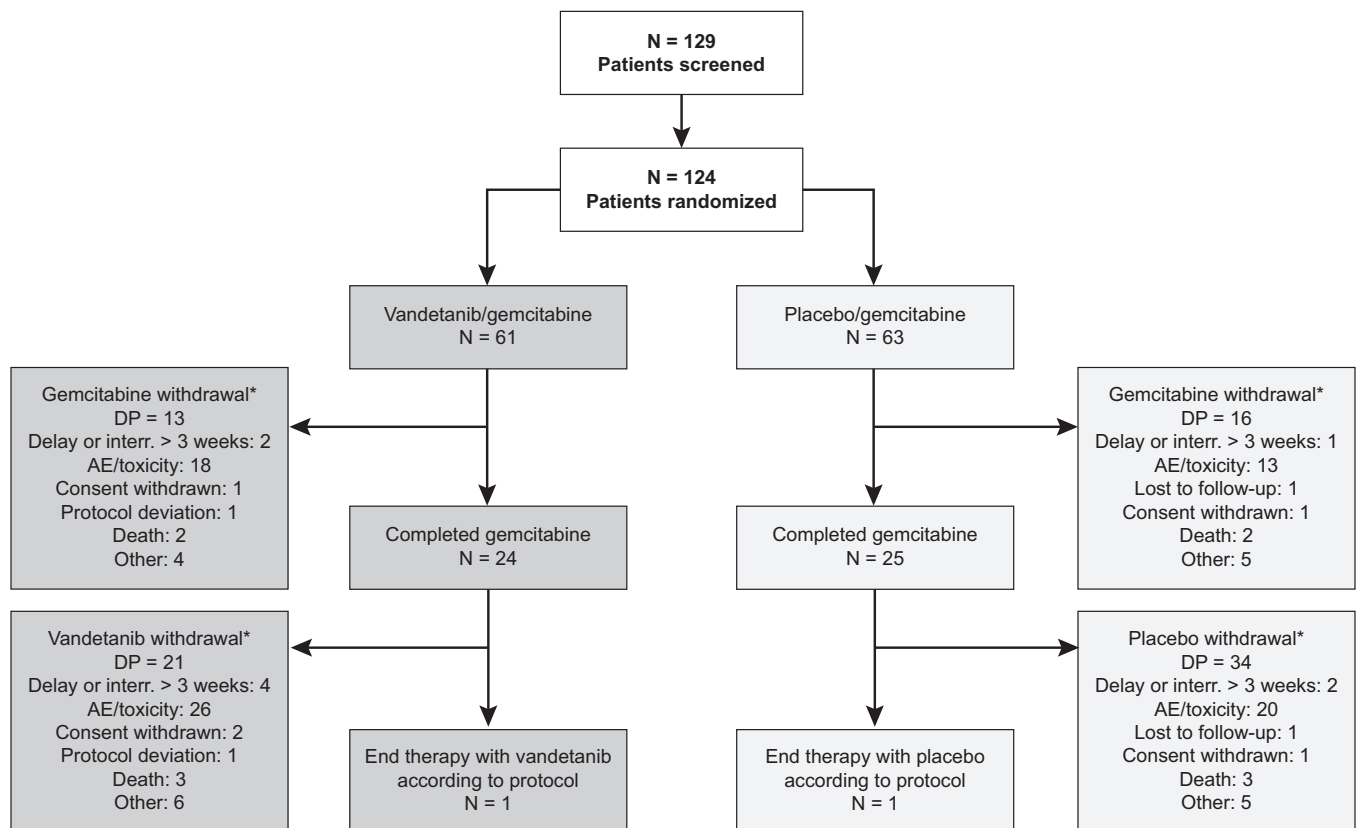 N = 129
Patients screened
N = 124
Patients randomized
Vandetanib/gemcitabine
N = 61
Placebo/gemcitabine
N = 63
Gemcitabine withdrawal*
DP = 13
Delay or interr. > 3 weeks: 2
AE/toxicity: 18
Consent withdrawn: 1
Protocol deviation: 1
Death: 2
Other: 4
Gemcitabine withdrawal*
DP = 16
Delay or interr. > 3 weeks: 1
AE/toxicity: 13
Lost to follow-up: 1
Consent withdrawn: 1
Death: 2
Other: 5
Completed gemcitabine
N = 24
Completed gemcitabine
N = 25
Vandetanib withdrawal*
DP = 21
Delay or interr. > 3 weeks: 4
AE/toxicity: 26
Consent withdrawn: 2
Protocol deviation: 1
Death: 3
Other: 6
Placebo withdrawal*
DP = 34
Delay or interr. > 3 weeks: 2
AE/toxicity: 20
Lost to follow-up: 1
Consent withdrawn: 1
Death: 3
Other: 5
End therapy with vandetanib
according to protocol
N = 1
End therapy with placebo
according to protocol
N = 1